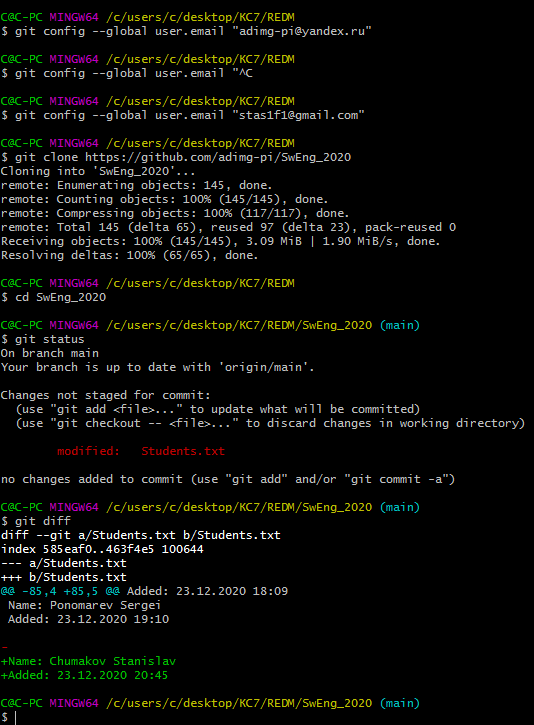 C@C-PC MINGW64 /c/users/c/desktop/KC7/REDM
$ git config --global user.email "adimg-pi@yandex.ru"
C@C-PC MINGW64 /c/users/c/desktop/KC7/REDM
$ git config --global user.email "^C
C@C-PC MINGW64 /c/users/c/desktop/KC7/REDM
$ git config --global user.email "stas1f1@gmail.com"
C@C-PC MINGW64 /c/users/c/desktop/KC7/REDM
$ git clone https://github.com/adimg-pi/SwEng_2020
Cloning into 'SwEng_2020'...
remote: Enumerating objects: 145, done.
remote: Counting objects: 100% (145/145), done.
remote: Compressing objects: 100% (117/117), done.
remote: Total 145 (delta 65), reused 97 (delta 23), pack-reused 0
Receiving objects: 100% (145/145), 3.09 MiB | 1.90 MiB/s, done.
Resolving deltas: 100% (65/65), done.
C@C-PC MINGW64 /c/users/c/desktop/KC7/REDM
$ cd SwEng_2020
C@C-PC MINGW64 /c/users/c/desktop/KC7/REDM/SwEng_2020 (main)
$ git status
On branch main
Your branch is up to date with 'origin/main'.
Changes not staged for commit:
  (use "git add <file>..." to update what will be committed)
  (use "git checkout -- <file>..." to discard changes in working directory)
        modified:   Students.txt
no changes added to commit (use "git add" and/or "git commit -a")
C@C-PC MINGW64 /c/users/c/desktop/KC7/REDM/SwEng_2020 (main)
$ git diff
diff --git a/Students.txt b/Students.txt
index 585eaf0..463f4e5 100644
--- a/Students.txt
+++ b/Students.txt
@@ -85,4 +85,5 @@ Added: 23.12.2020 18:09
 Name: Ponomarev Sergei
 Added: 23.12.2020 19:10
-
+Name: Chumakov Stanislav
+Added: 23.12.2020 20:45
C@C-PC MINGW64 /c/users/c/desktop/KC7/REDM/SwEng_2020 (main)
$